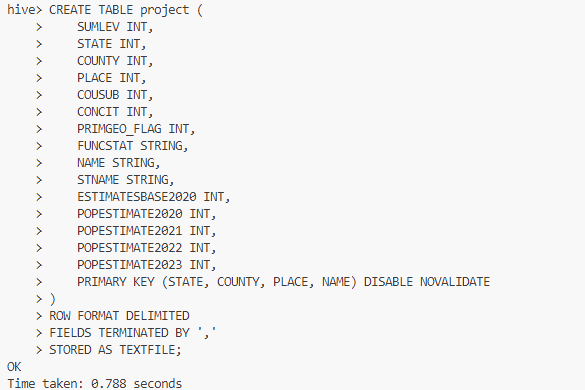 hive> CREATE TABLE project (
    >     SUMLEV INT,
    >     STATE INT,
    >     COUNTY INT,
    >     PLACE INT,
    >     COUSUB INT,
    >     CONCIT INT,
    >     PRIMGEO_FLAG INT,
    >     FUNCSTAT STRING,
    >     NAME STRING,
    >     STNAME STRING,
    >     ESTIMATESBASE2020 INT,
    >     POPESTIMATE2020 INT,
    >     POPESTIMATE2021 INT,
    >     POPESTIMATE2022 INT,
    >     POPESTIMATE2023 INT,
    >     PRIMARY KEY (STATE, COUNTY, PLACE, NAME) DISABLE NOVALIDATE
    > )
    > ROW FORMAT DELIMITED
    > FIELDS TERMINATED BY ','
    > STORED AS TEXTFILE;
OK
Time taken: 0.788 seconds